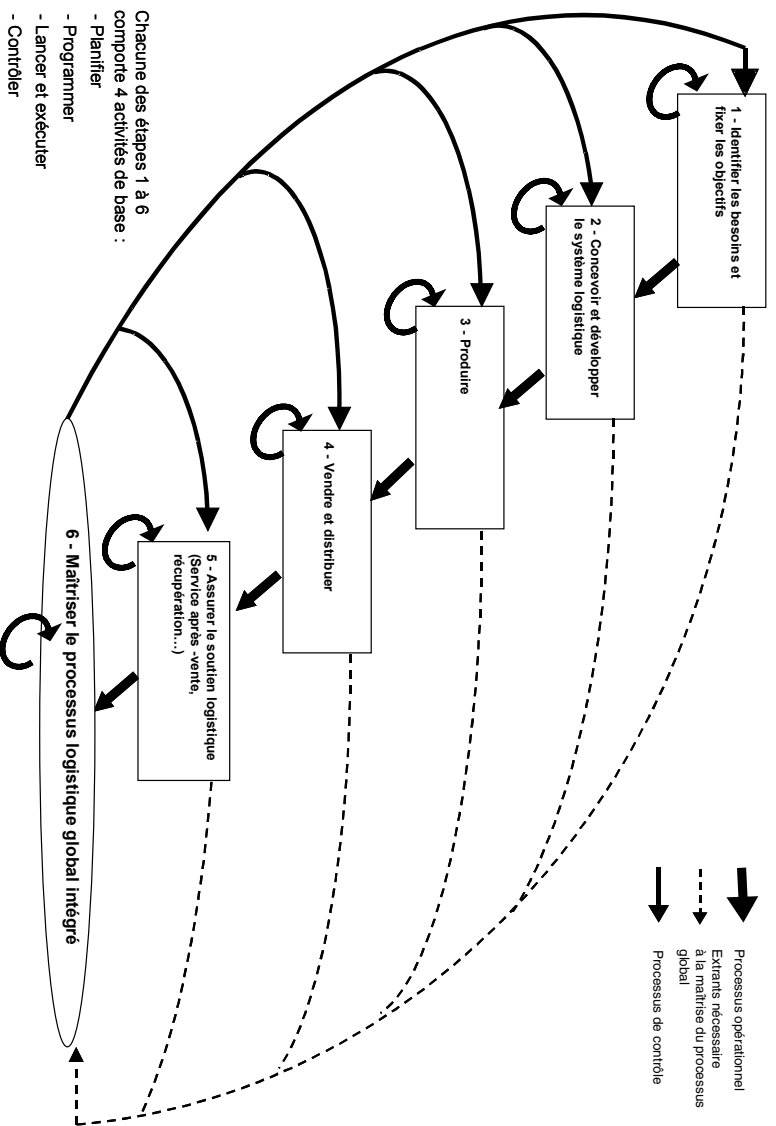 1 - Identifier les besoins et
fixer les objectifs
2 - Concevoir et développer
le système logistique
3 - Produire
4 - Vendre et distribuer
5 - Assurer le soutien logistique
(Service après -vente,
récupération…)
6 - Maîtriser le processus logistique global intégré
Processus opérationnel
Extrants nécessaire
à la maîtrise du processus
global
Processus de contrôle
Chacune des étapes 1 à 6
comporte 4 activités de base :
- Planifier
- Programmer
- Lancer et exécuter
- Contrôler